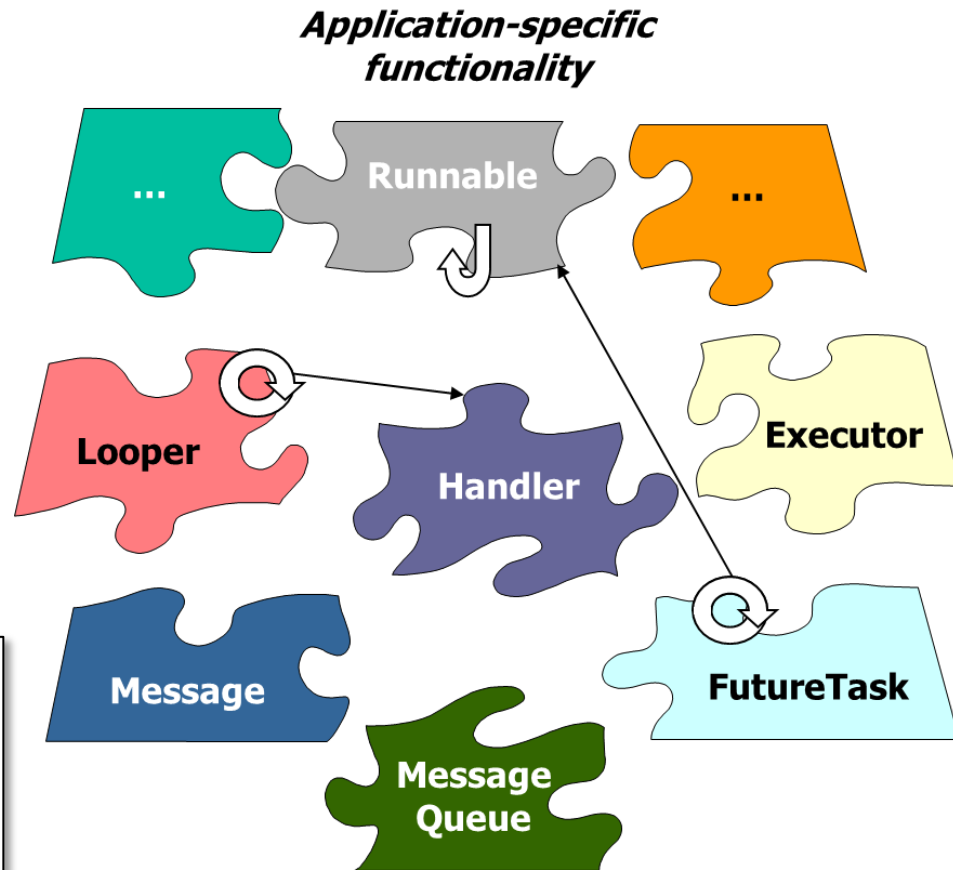 Application-specific
functionality
...
Runnable
...
Looper
Handler
Executor
Message
FutureTask
Message
Queue